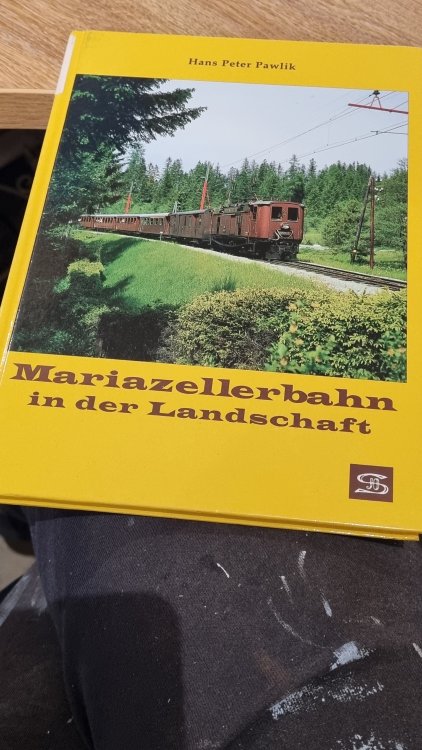 Hans Peter Pawlik
Mariazellerbahn
in der Landschaft